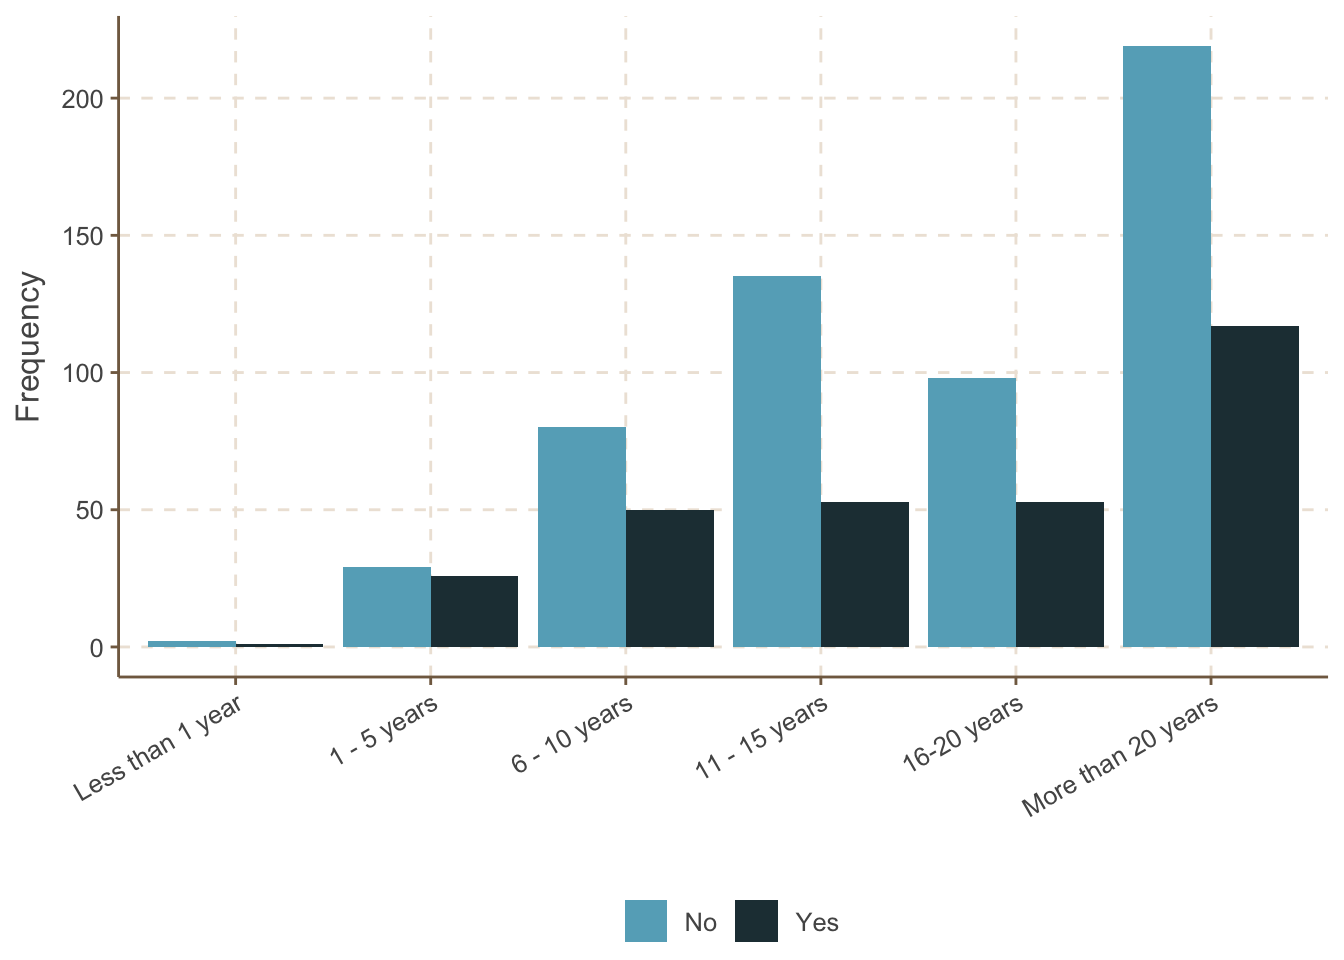 Frequency
200
150
100
50
0
Less than 1 year
1 - 5 years
6 - 10 years
11 - 15 years
16-20 years
More than 20 years
No
Yes